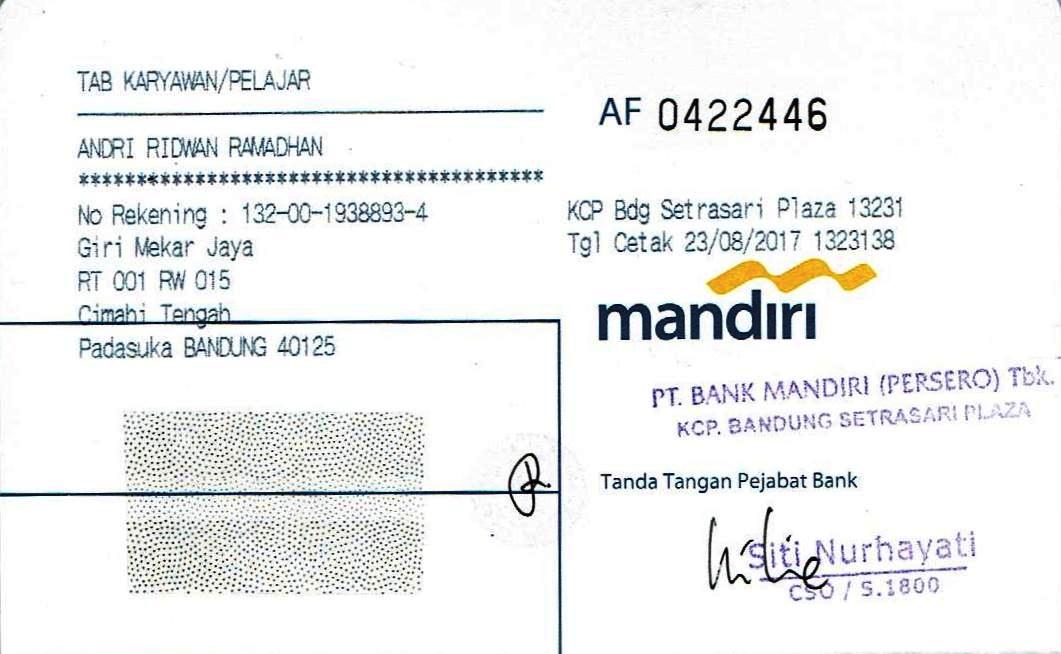 TAB KARYAWAN/PELAJAR
ANDRI RIDWAN RAMADHAN
****************************************
No Rekening : 132-00-1938893-4
Giri Mekar Jaya
RT 001 RW 015
Cimahi Tengah
Padasuka BANDUNG 40125
AF 0422446
KCP Bdg Setrasari Plaza 13231
Tgl Cetak 23/08/2017 1323138
mandiri
PT. BANK MANDIRI (PERSERO) Tbk.
KCP. BANDUNG SETRASARI PLAZA
Tanda Tangan Pejabat Bank
Siti Nurhayati
CSO / S.1800